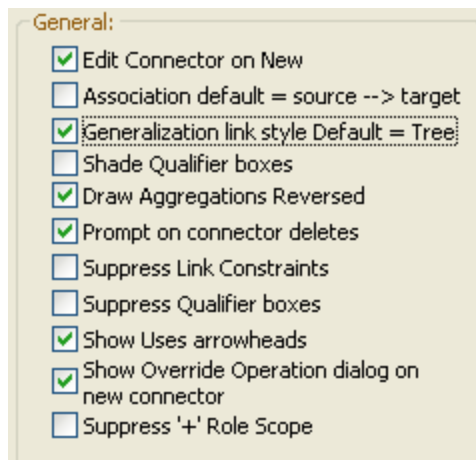 General:
Edit Connector on New
Association default = source --> target
Generalization link style Default = Tree
Shade Qualifier boxes
Draw Aggregations Reversed
Prompt on connector deletes
Suppress Link Constraints
Suppress Qualifier boxes
Show Uses arrowheads
Show Override Operation dialog on
new connector
Suppress '+' Role Scope